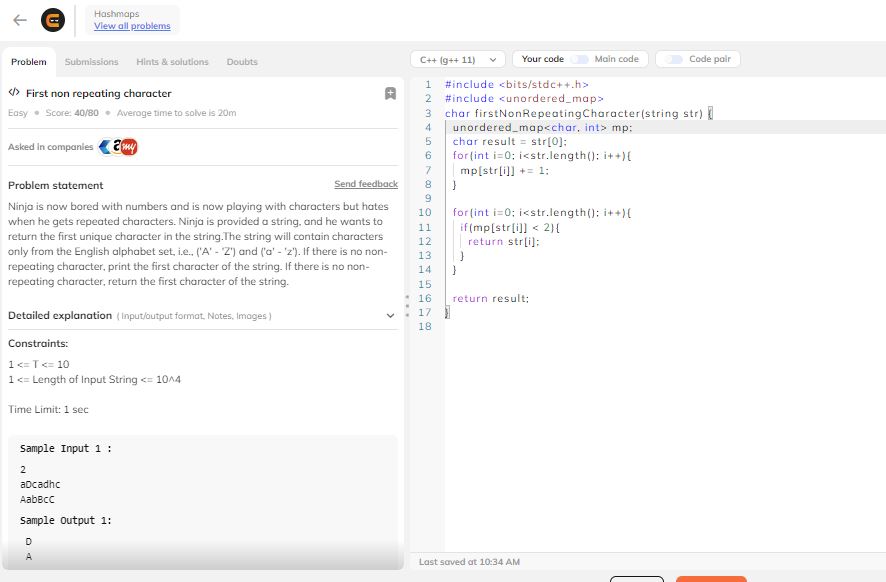 Hashmaps
View all problems
Problem Submissions Hints & solutions Doubts
First non repeating character
Easy Score: 40/80 Average time to solve is 20m
Asked in companies
Problem statement Send feedback
Ninja is now bored with numbers and is now playing with characters but hates
when he gets repeated characters. Ninja is provided a string, and he wants to
return the first unique character in the string.The string will contain characters
only from the English alphabet set, i.e., ('A' - 'Z') and ('a' - 'z'). If there is no non-
repeating character, print the first character of the string. If there is no non-
repeating character, return the first character of the string.
Detailed explanation ( Input/output format, Notes, Images )
Constraints:
1 <= T <= 10
1 <= Length of Input String <= 10^4
Time Limit: 1 sec
Sample Input 1 :
2
aDcadhc
AabBcC
Sample Output 1:
D
A
C++ (g++ 11) Your code Main code Code pair
1 #include <bits/stdc++.h>
2 #include <unordered_map>
3 char firstNonRepeatingCharacter(string str) {
4 unordered_map<char, int> mp;
5 char result = str[0];
6 for(int i=0; i<str.length(); i++){
7 mp[str[i]] += 1;
8 }
9
10 for(int i=0; i<str.length(); i++){
11 if(mp[str[i]] < 2){
12 return str[i];
13 }
14 }
15
16 return result;
17 }
18
Last saved at 10:34 AM